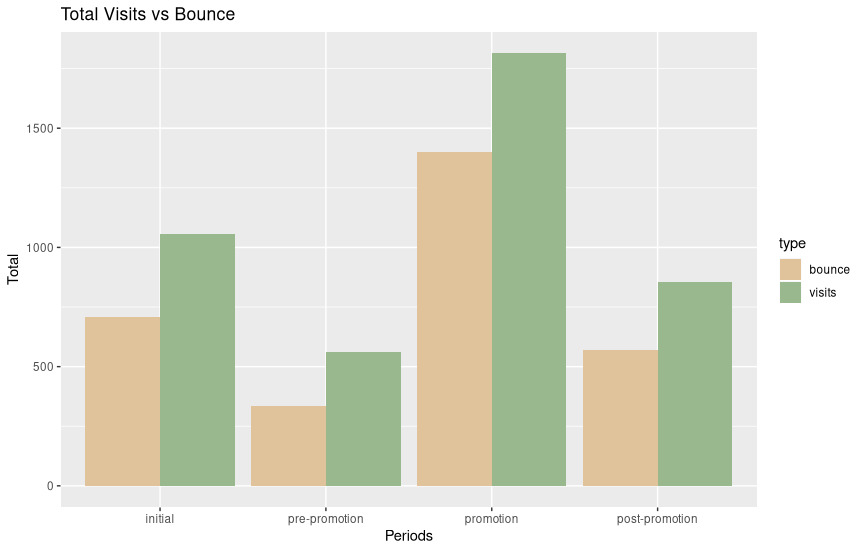 Total Visits vs Bounce
Total
1500
1000
500
0
initial pre-promotion promotion post-promotion
Periods
type
bounce
visits